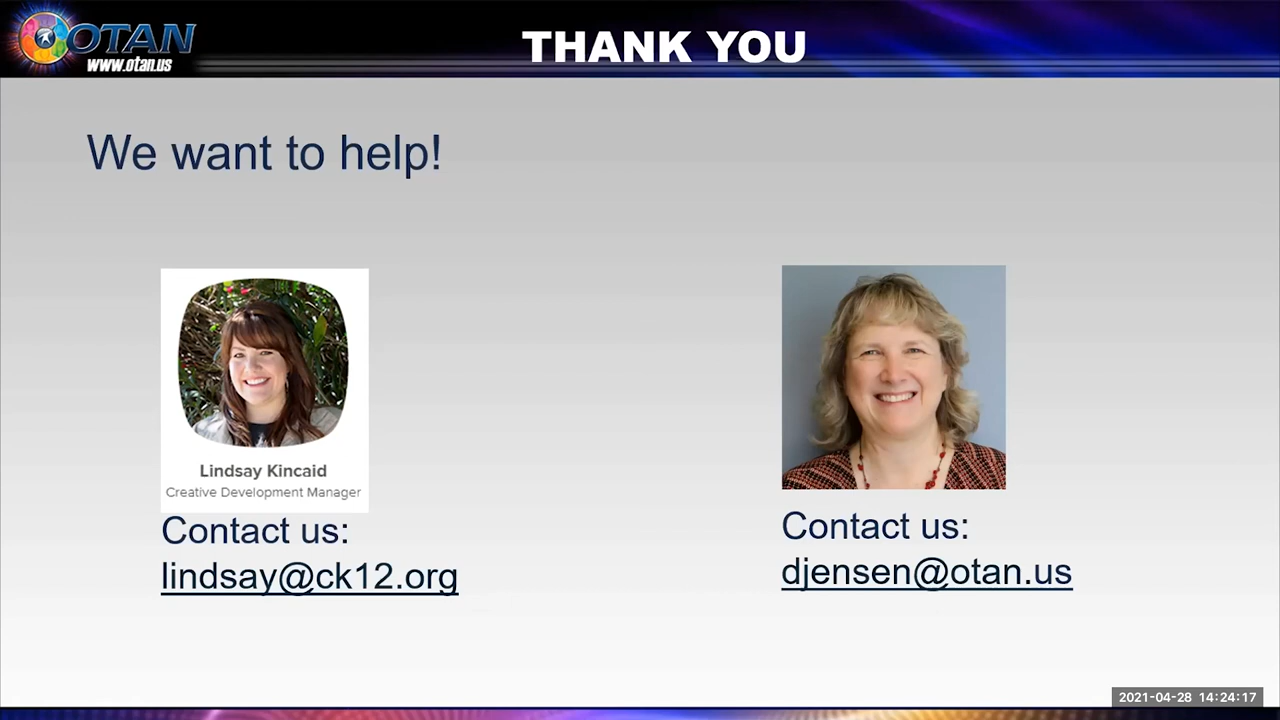 OTAN
www.otan.us
THANK YOU
We want to help!
Lindsay Kincaid
Creative Development Manager
Contact us:
lindsay@ck12.org
Contact us:
djensen@otan.us
2021-04-28 14:24:17